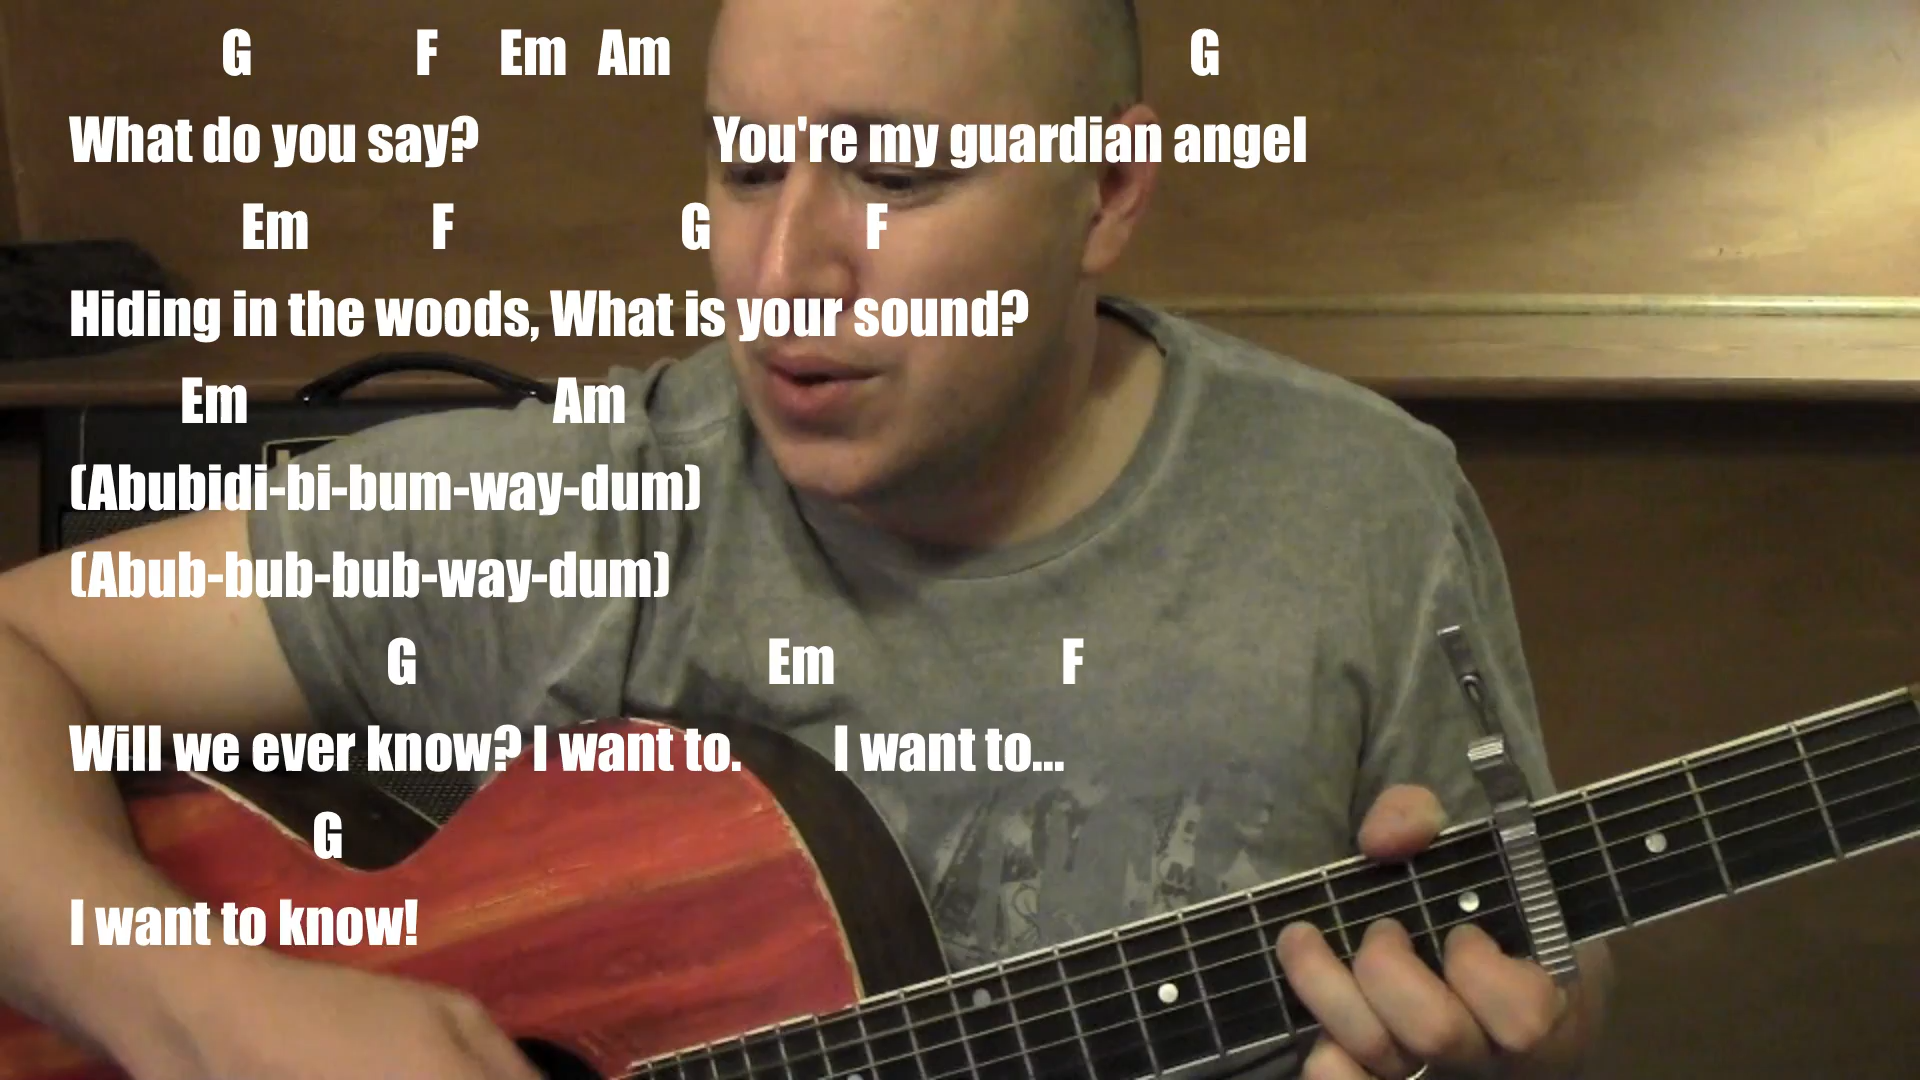 G F Em Am G
What do you say? You're my guardian angel
Em F G F
Hiding in the woods, What is your sound?
Em Am
(Abubidi-bi-bum-way-dum)
(Abub-bub-bub-way-dum)
G Em F
Will we ever know? I want to. I want to...
G
I want to know!